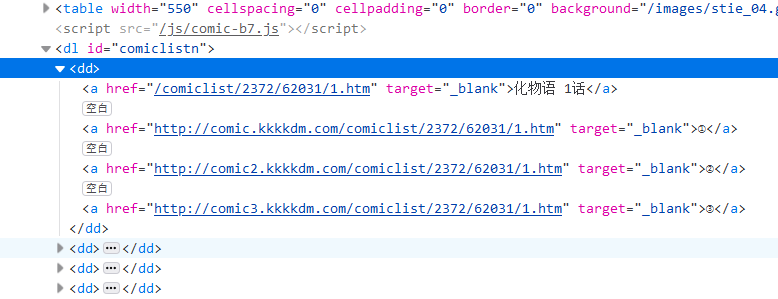 <table width="550" cellspacing="0" cellpadding="0" border="0" background="/images/stie_04.g
<script src="/js/comic-b7.js"></script>
<dl id="comiclistn">
<dd>
<a href="/comiclist/2372/62031/1.htm" target="_blank">化物语 1话</a>
空白
<a href="http://comic.kkkkdm.com/comiclist/2372/62031/1.htm" target="_blank">①</a>
空白
<a href="http://comic2.kkkkdm.com/comiclist/2372/62031/1.htm" target="_blank">②</a>
空白
<a href="http://comic3.kkkkdm.com/comiclist/2372/62031/1.htm" target="_blank">③</a>
</dd>
<dd>…</dd>
<dd>…</dd>
<dd>…</dd>